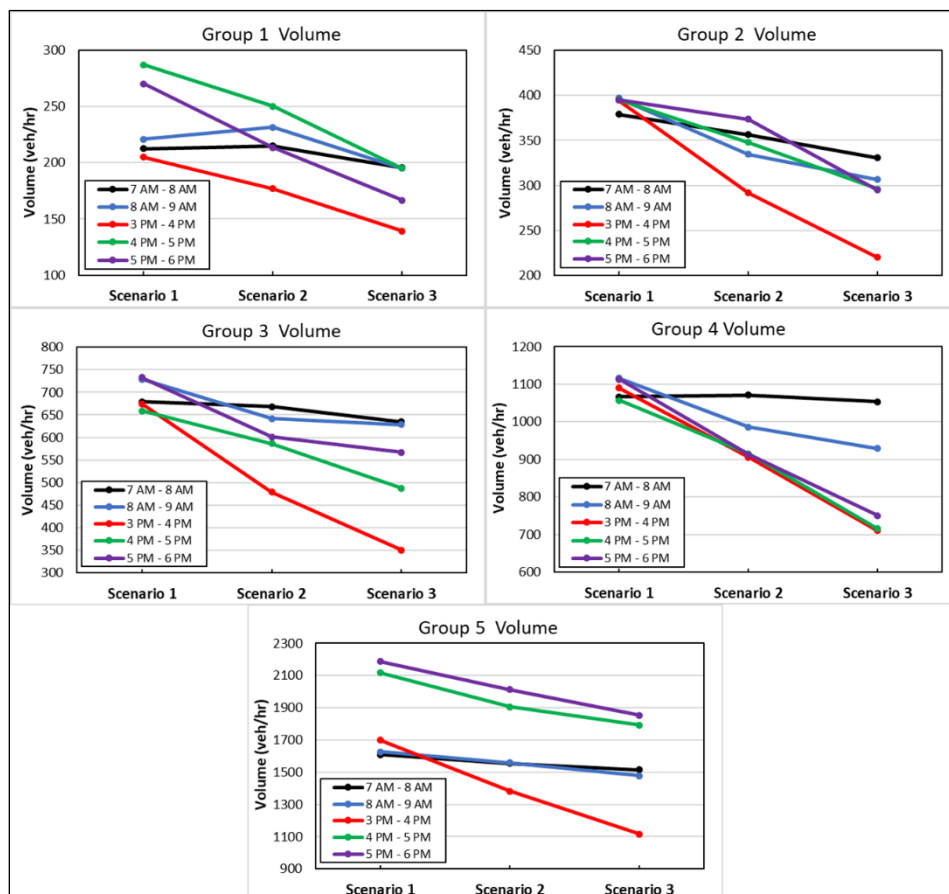 Group 1 Volume
Volume (veh/hr)
300
250
200
150
100
7 AM - 8 AM
8 AM - 9 AM
3 PM - 4 PM
4 PM - 5 PM
5 PM - 6 PM
Scenario 1 Scenario 2 Scenario 3
Group 2 Volume
Volume (veh/hr)
450
400
350
300
250
200
7 AM - 8 AM
8 AM - 9 AM
3 PM - 4 PM
4 PM - 5 PM
5 PM - 6 PM
Scenario 1 Scenario 2 Scenario 3
Group 3 Volume
Volume (veh/hr)
800
750
700
650
600
550
500
450
400
350
300
7 AM - 8 AM
8 AM - 9 AM
3 PM - 4 PM
4 PM - 5 PM
5 PM - 6 PM
Scenario 1 Scenario 2 Scenario 3
Group 4 Volume
Volume (veh/hr)
1200
1100
1000
900
800
700
600
7 AM - 8 AM
8 AM - 9 AM
3 PM - 4 PM
4 PM - 5 PM
5 PM - 6 PM
Scenario 1 Scenario 2 Scenario 3
Group 5 Volume
Volume (veh/hr)
2300
2100
1900
1700
1500
1300
1100
900
7 AM - 8 AM
8 AM - 9 AM
3 PM - 4 PM
4 PM - 5 PM
5 PM - 6 PM
Scenario 1 Scenario 2 Scenario 3